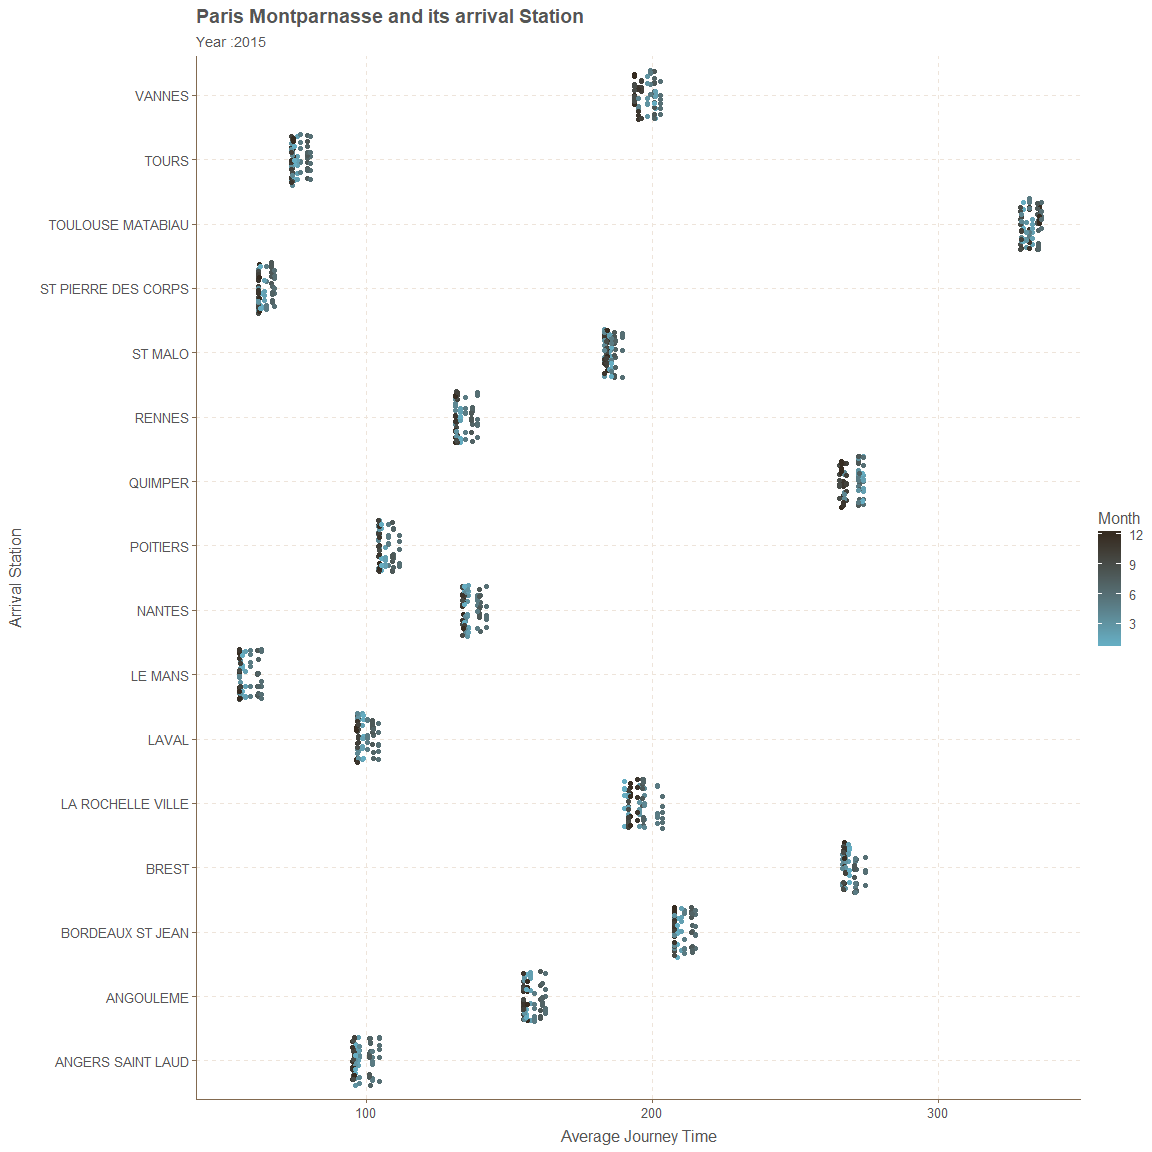 Paris Montparnasse and its arrival Station
Year :2015
VANNES
TOURS
TOULOUSE MATABIAU
ST PIERRE DES CORPS
ST MALO
RENNES
QUIMPER
POITIERS
NANTES
LE MANS
LAVAL
LA ROCHELLE VILLE
BREST
BORDEAUX ST JEAN
ANGOULEME
ANGERS SAINT LAUD
Arrival Station
100
200
300
Average Journey Time
Month
12
9
6
3